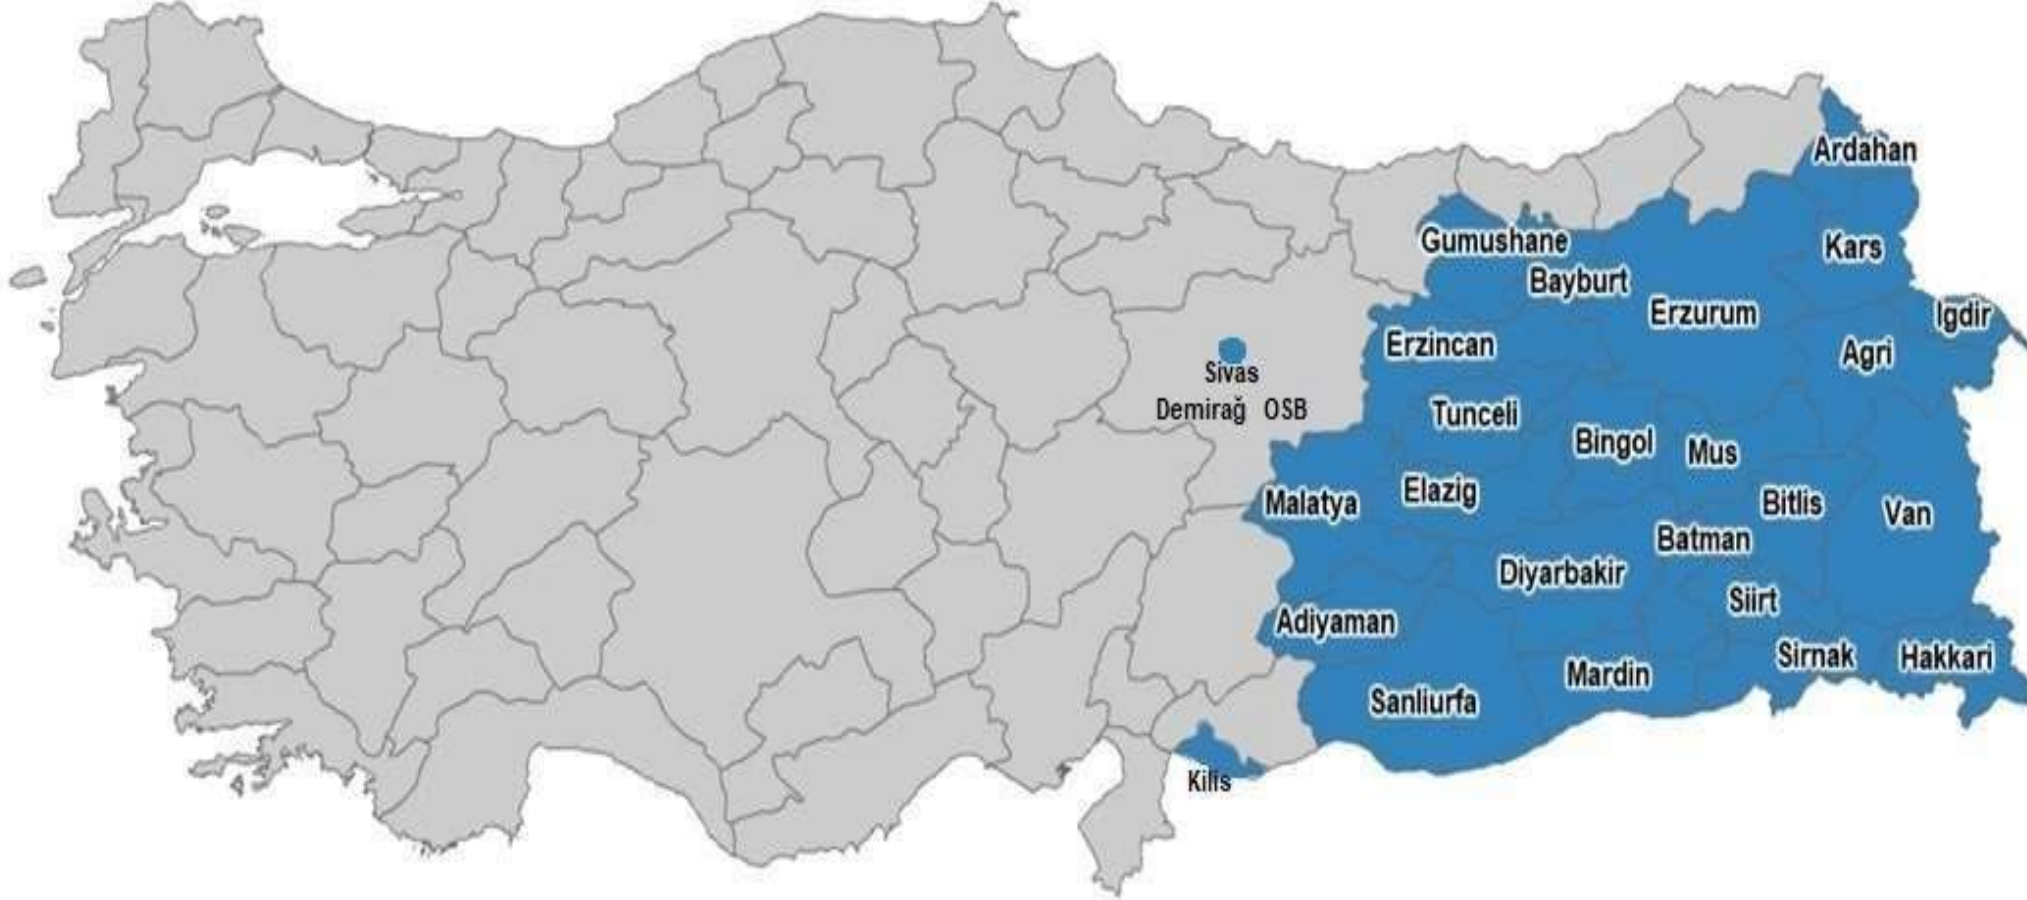 Ardahan
Gumushane
Kars
Bayburt
Erzurum
Igdir
Erzincan
Agri
Sivas
Demirağ OSB
Tunceli
Bingol
Mus
Malatya
Elazig
Bitlis
Van
Batman
Diyarbakir
Siirt
Adiyaman
Sirnak
Hakkari
Mardin
Sanliurfa
Kilis